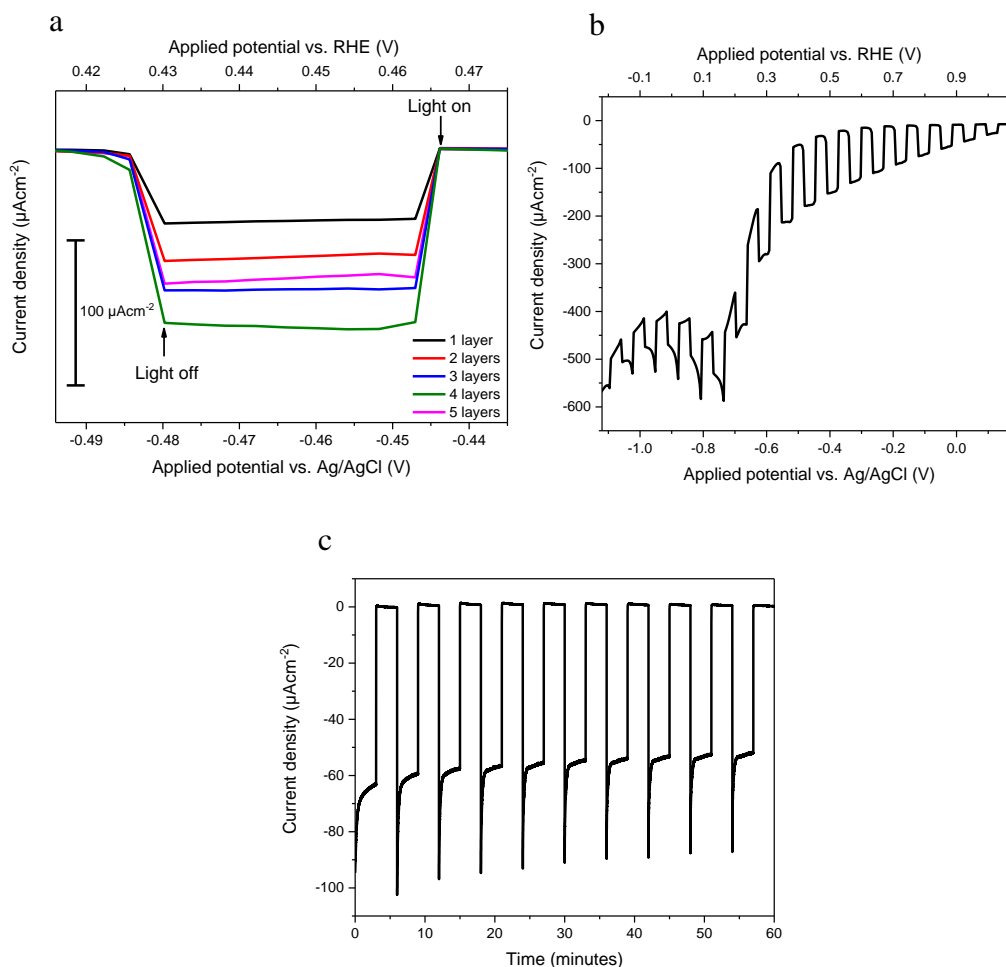 a
Applied potential vs. RHE (V)
0.42 0.43 0.44 0.45 0.46 0.47
Light on
Current density (µAcm-2)
100 µAcm-2
Light off
1 layer
2 layers
3 layers
4 layers
5 layers
-0.49 -0.48 -0.47 -0.46 -0.45 -0.44
Applied potential vs. Ag/AgCl (V)
b
Applied potential vs. RHE (V)
-0.1 0.1 0.3 0.5 0.7 0.9
Current density (µAcm-2)
0
-100
-200
-300
-400
-500
-600
-1.0 -0.8 -0.6 -0.4 -0.2 0.0
Applied potential vs. Ag/AgCl (V)
c
Current density (µAcm-2)
0
-20
-40
-60
-80
-100
0 10 20 30 40 50 60
Time (minutes)